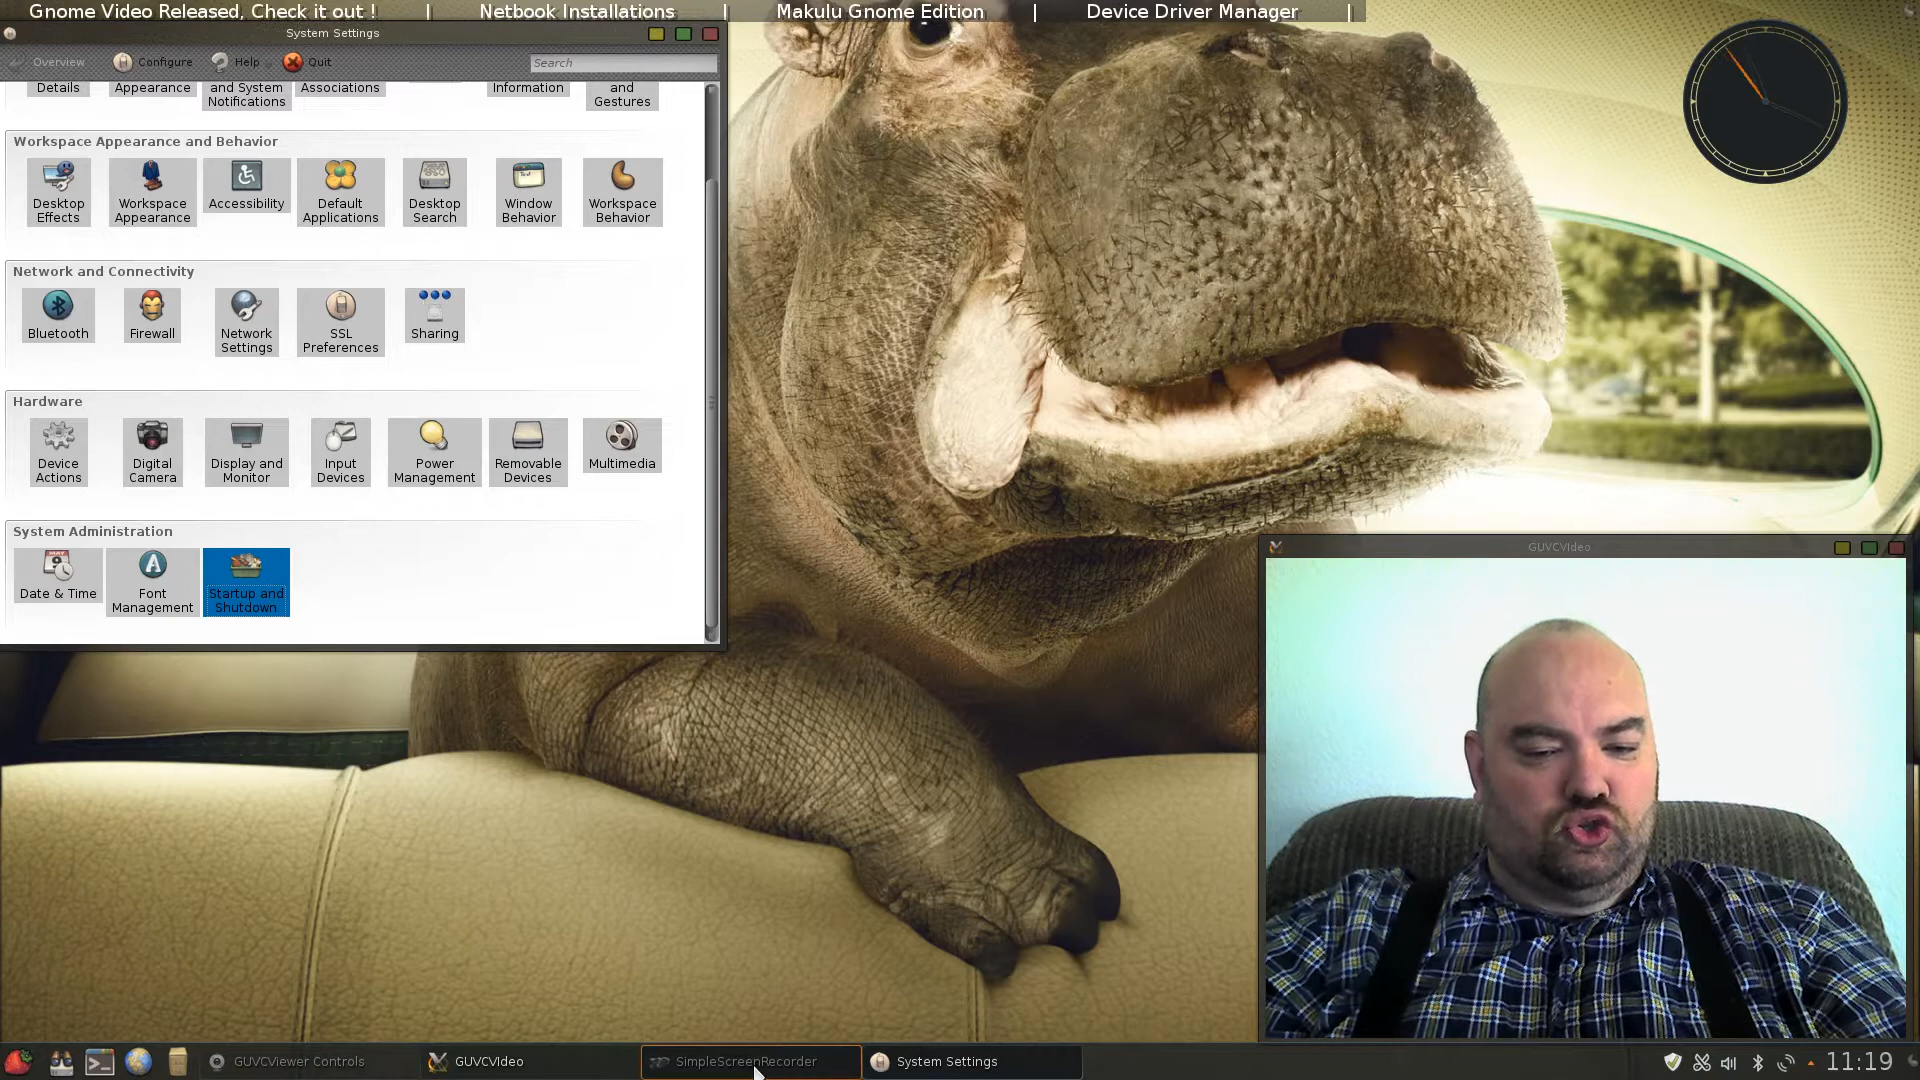 Gnome Video Released, Check it out ! | Netbook Installations | Makulu Gnome Edition | Device Driver Manager |
System Settings
Overview Configure Help Quit Search
Details Appearance and System Notifications Associations Information and Gestures
Workspace Appearance and Behavior
Desktop Effects
Workspace Appearance
Accessibility
Default Applications
Desktop Search
Window Behavior
Workspace Behavior
Network and Connectivity
Bluetooth
Firewall
Network Settings
SSL Preferences
Sharing
Hardware
Device Actions
Digital Camera
Display and Monitor
Input Devices
Power Management
Removable Devices
Multimedia
System Administration
Date & Time
Font Management
Startup and Shutdown
GUVCVideo
GUVCViewer Controls
GUVCVideo
SimpleScreenRecorder
System Settings
11:19